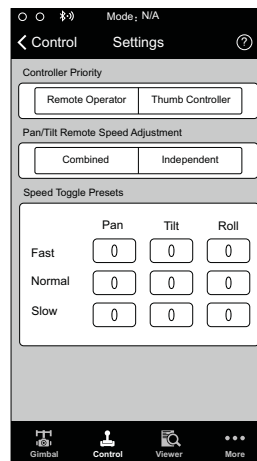 Mode: N/A
Control Settings ?
Controller Priority
Remote Operator Thumb Controller
Pan/Tilt Remote Speed Adjustment
Combined Independent
Speed Toggle Presets
Pan Tilt Roll
Fast 0 0 0
Normal 0 0 0
Slow 0 0 0
Gimbal Control Viewer More